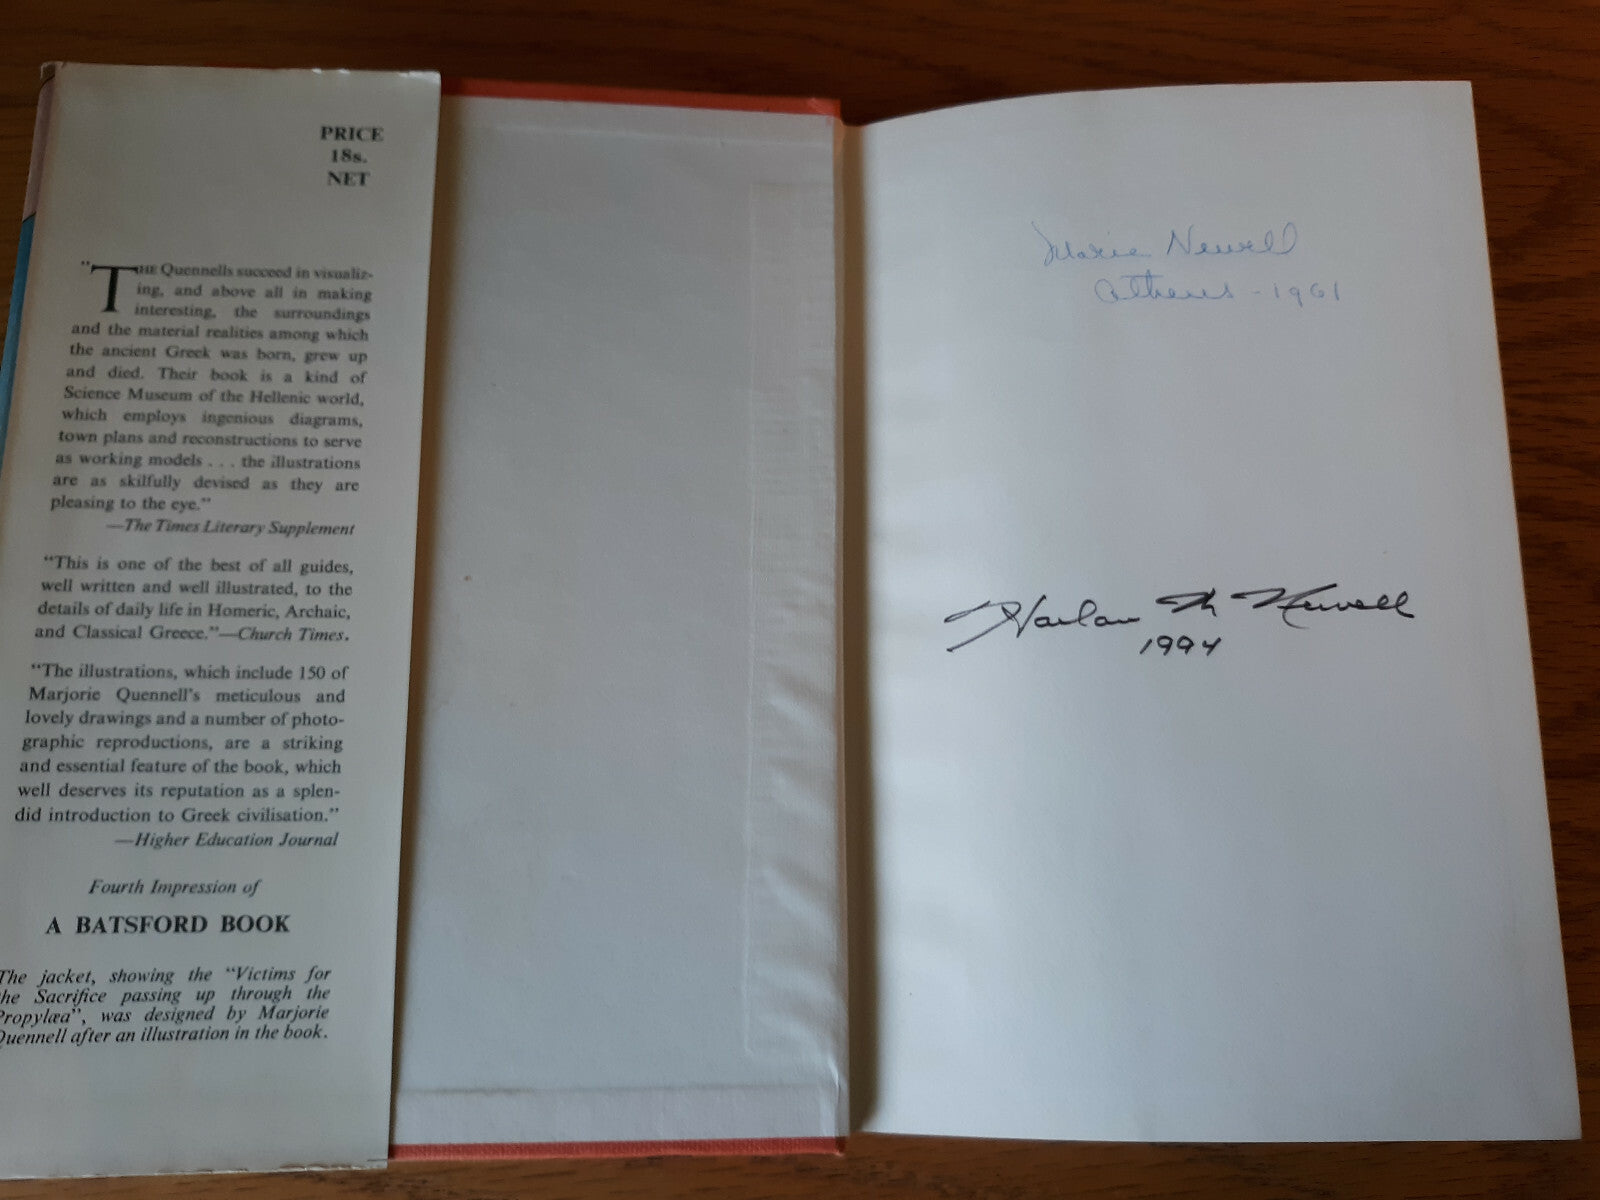 PRICE
18s.
NET
"THE Quennells succeed in visualiz-
ing, and above all in making
interesting, the surroundings
and the material realities among which
the ancient Greek was born, grew up
and died. Their book is a kind of
Science Museum of the Hellenic world,
which employs ingenious diagrams,
town plans and reconstructions to serve
as working models . . . the illustrations
are as skilfully devised as they are
pleasing to the eye."
—The Times Literary Supplement
"This is one of the best of all guides,
well written and well illustrated, to the
details of daily life in Homeric, Archaic,
and Classical Greece."—Church Times.
"The illustrations, which include 150 of
Marjorie Quennell's meticulous and
lovely drawings and a number of photo-
graphic reproductions, are a striking
and essential feature of the book, which
well deserves its reputation as a splen-
did introduction to Greek civilisation."
—Higher Education Journal
Fourth Impression of
A BATSFORD BOOK
The jacket, showing the "Victims for
the Sacrifice passing up through the
Propylæa", was designed by Marjorie
Quennell after an illustration in the book.
Marie Newell
Athens - 1961
Harlan M Newell
1994